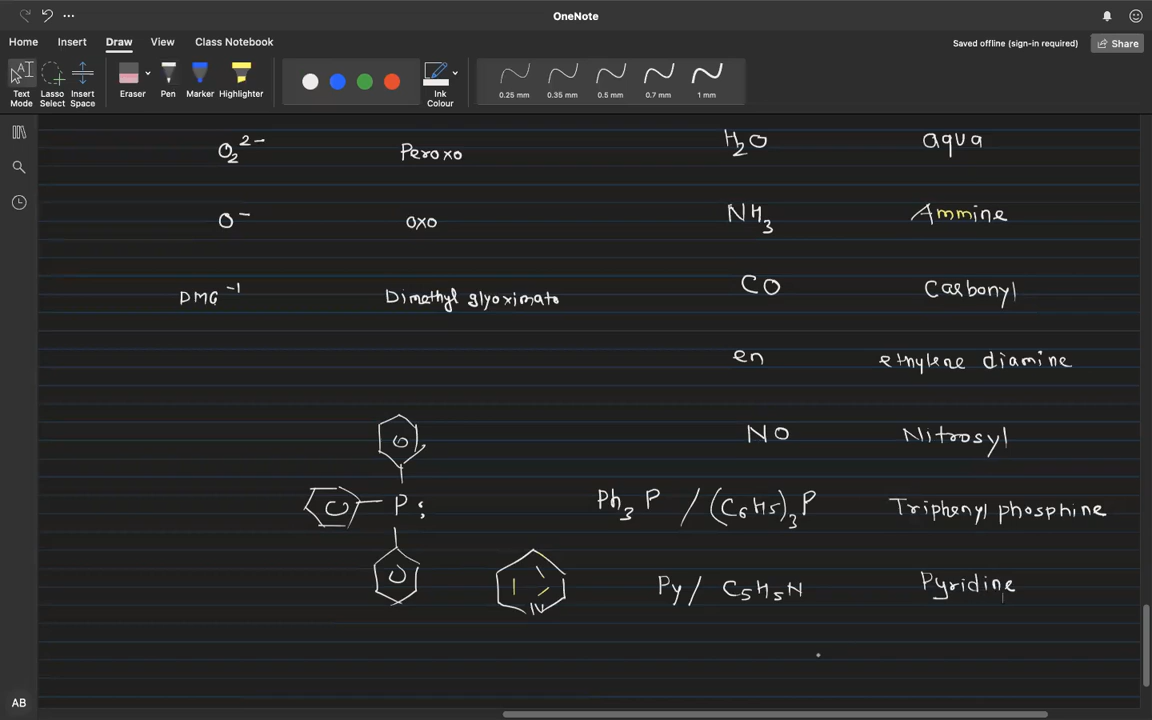 OneNote
Home Insert Draw View Class Notebook
Saved offline (sign-in required) Share
Text Mode
Lasso Select
Insert Space
Eraser
Pen
Marker
Highlighter
Ink Colour
0.25 mm 0.35 mm 0.5 mm 0.7 mm 1 mm
O₂²⁻ Peroxo H₂O aqua
O⁻ oxo NH₃ Ammine
DMG⁻¹ Dimethyl glyoximato CO Carbonyl
en ethylene diamine
NO Nitrosyl
P: Ph₃P / (C₆H₅)₃P Triphenyl phosphine
N Py / C₅H₅N Pyridine
AB